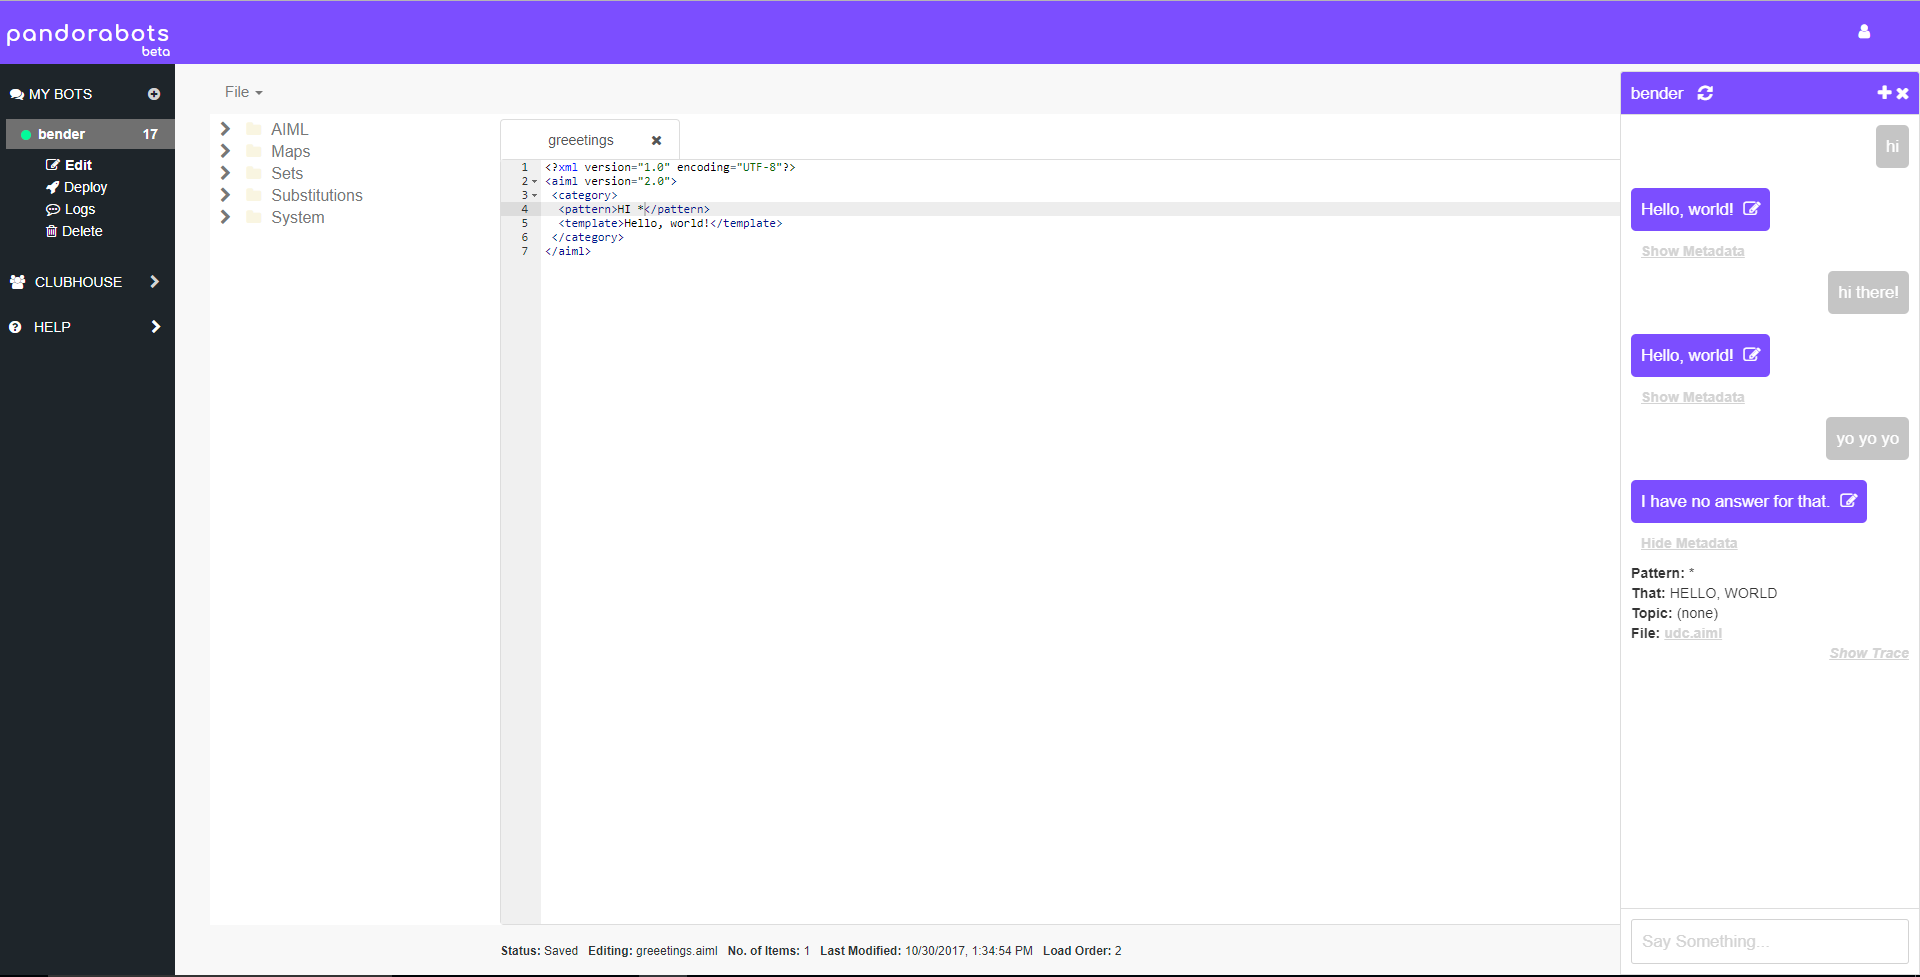 pandorabots
beta
MY BOTS
bender 17
Edit
Deploy
Logs
Delete
CLUBHOUSE
HELP
File
AIML
Maps
Sets
Substitutions
System
greeetings
1 <?xml version="1.0" encoding="UTF-8"?>
2 <aiml version="2.0">
3 <category>
4 <pattern>HI *</pattern>
5 <template>Hello, world!</template>
6 </category>
7 </aiml>
Status: Saved Editing: greeetings.aiml No. of Items: 1 Last Modified: 10/30/2017, 1:34:54 PM Load Order: 2
bender
hi
Hello, world!
Show Metadata
hi there!
Hello, world!
Show Metadata
yo yo yo
I have no answer for that.
Hide Metadata
Pattern: *
That: HELLO, WORLD
Topic: (none)
File: udc.aiml
Show Trace
Say Something...